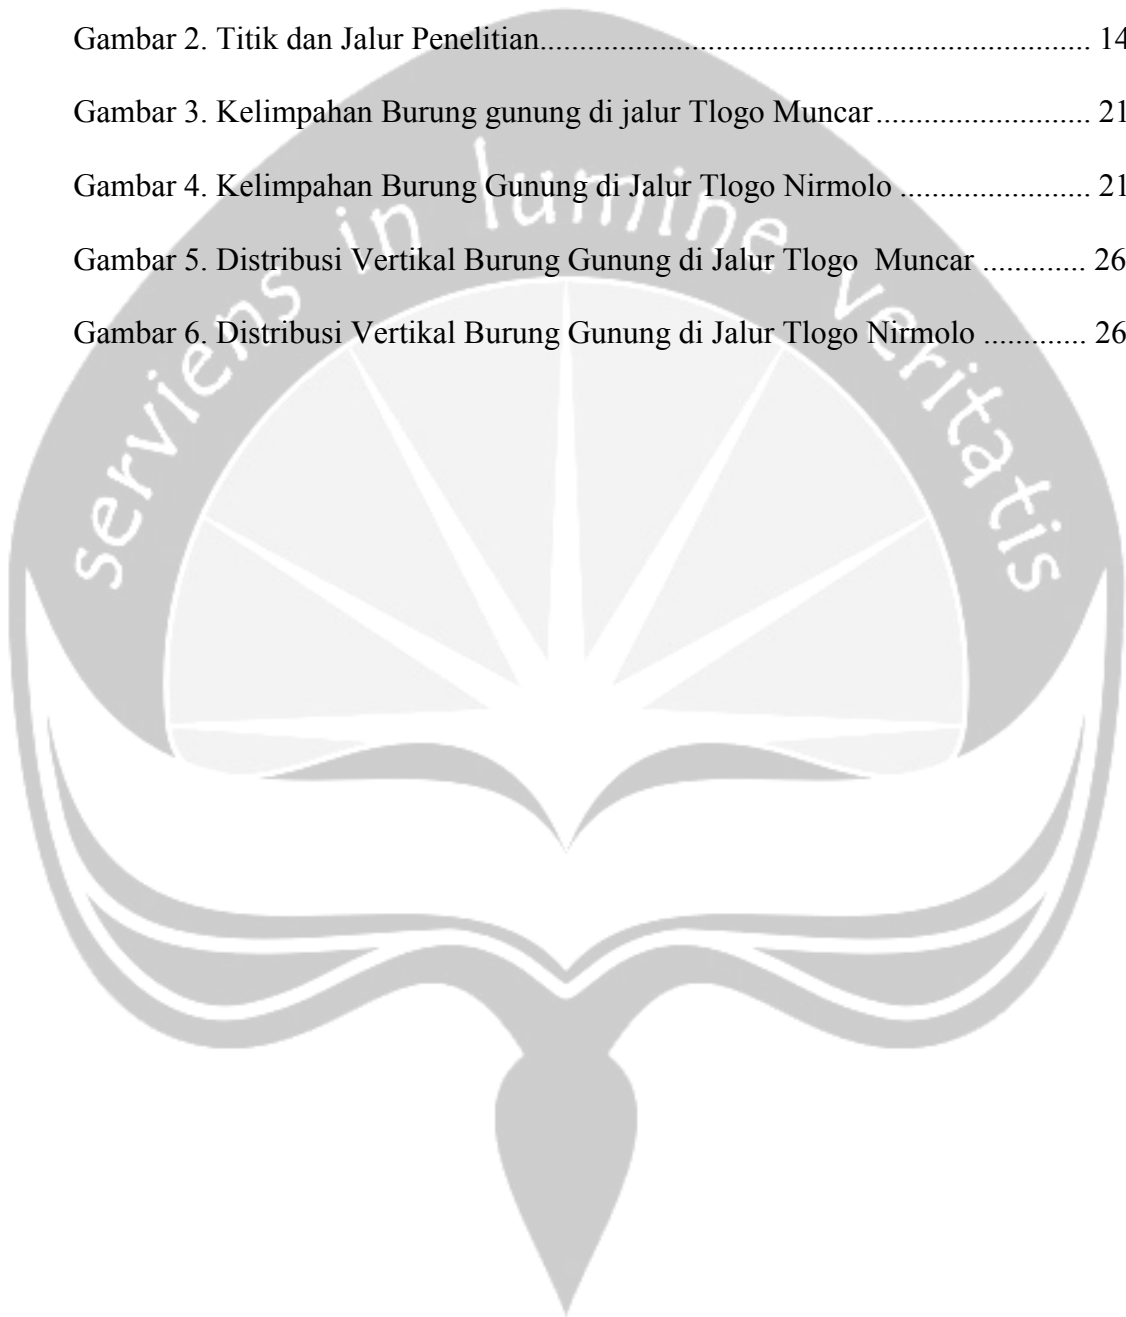 Gambar 2. Titik dan Jalur Penelitian...................................................................... 14
Gambar 3. Kelimpahan Burung gunung di jalur Tlogo Muncar........................... 21
Gambar 4. Kelimpahan Burung Gunung di Jalur Tlogo Nirmolo ........................ 21
Gambar 5. Distribusi Vertikal Burung Gunung di Jalur Tlogo  Muncar ............. 26
Gambar 6. Distribusi Vertikal Burung Gunung di Jalur Tlogo Nirmolo ............. 26
serviens in lumine veritatis